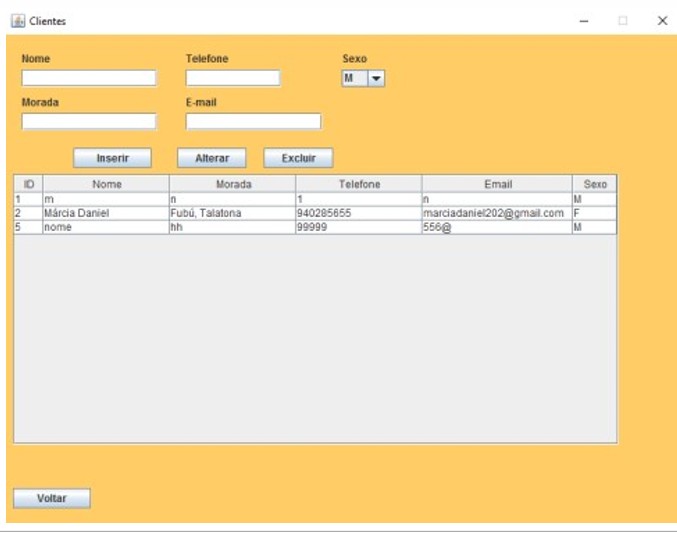 Clientes
Nome Telefone Sexo
M
Morada E-mail
Inserir Alterar Excluir
ID Nome Morada Telefone Email Sexo
1 m n 1 n M
2 Márcia Daniel Fubú, Talatona 940285655 marciadaniel202@gmail.com F
5 nome hh 99999 556@ M
Voltar